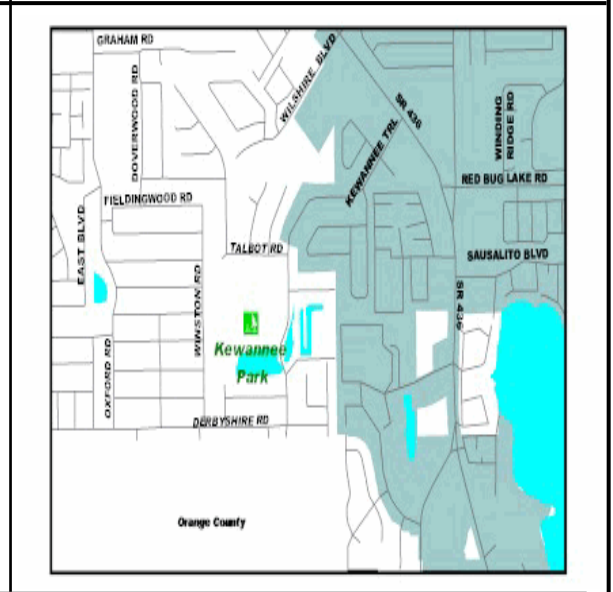 GRAHAM RD
DOVERWOOD RD
WILSHIRE BLVD
SR 436
KEWANNEE TRL
WINDING
RIDGE RD
RED BUG LAKE RD
FIELDINGWOOD RD
EAST BLVD
TALBOT RD
SAUSALITO BLVD
WINSTON RD
SR 436
Kewannee
Park
OXFORD RD
DERBYSHIRE RD
Orange County